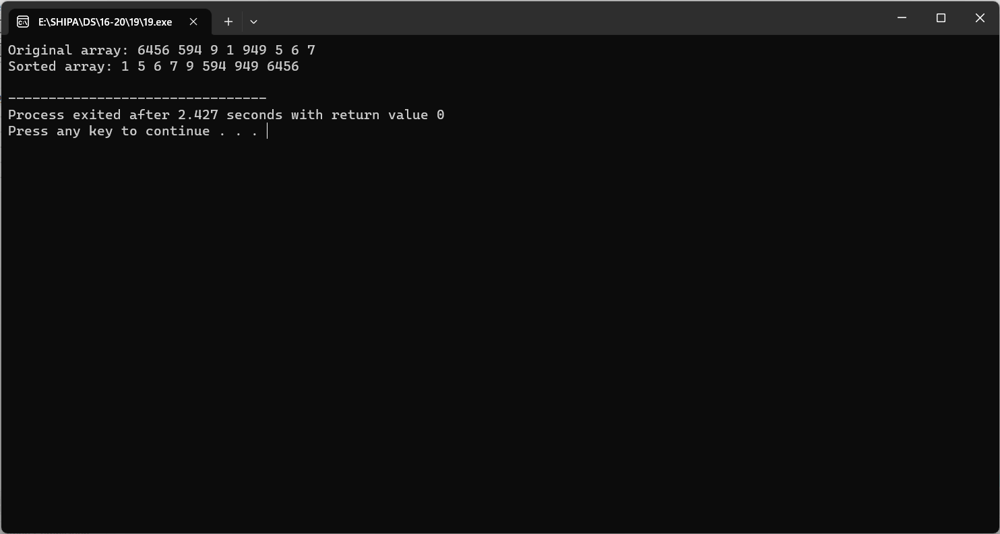 E:\SHIPA\DS\16-20\19\19.exe
Original array: 6456 594 9 1 949 5 6 7
Sorted array: 1 5 6 7 9 594 949 6456
--------------------------------
Process exited after 2.427 seconds with return value 0
Press any key to continue . . .